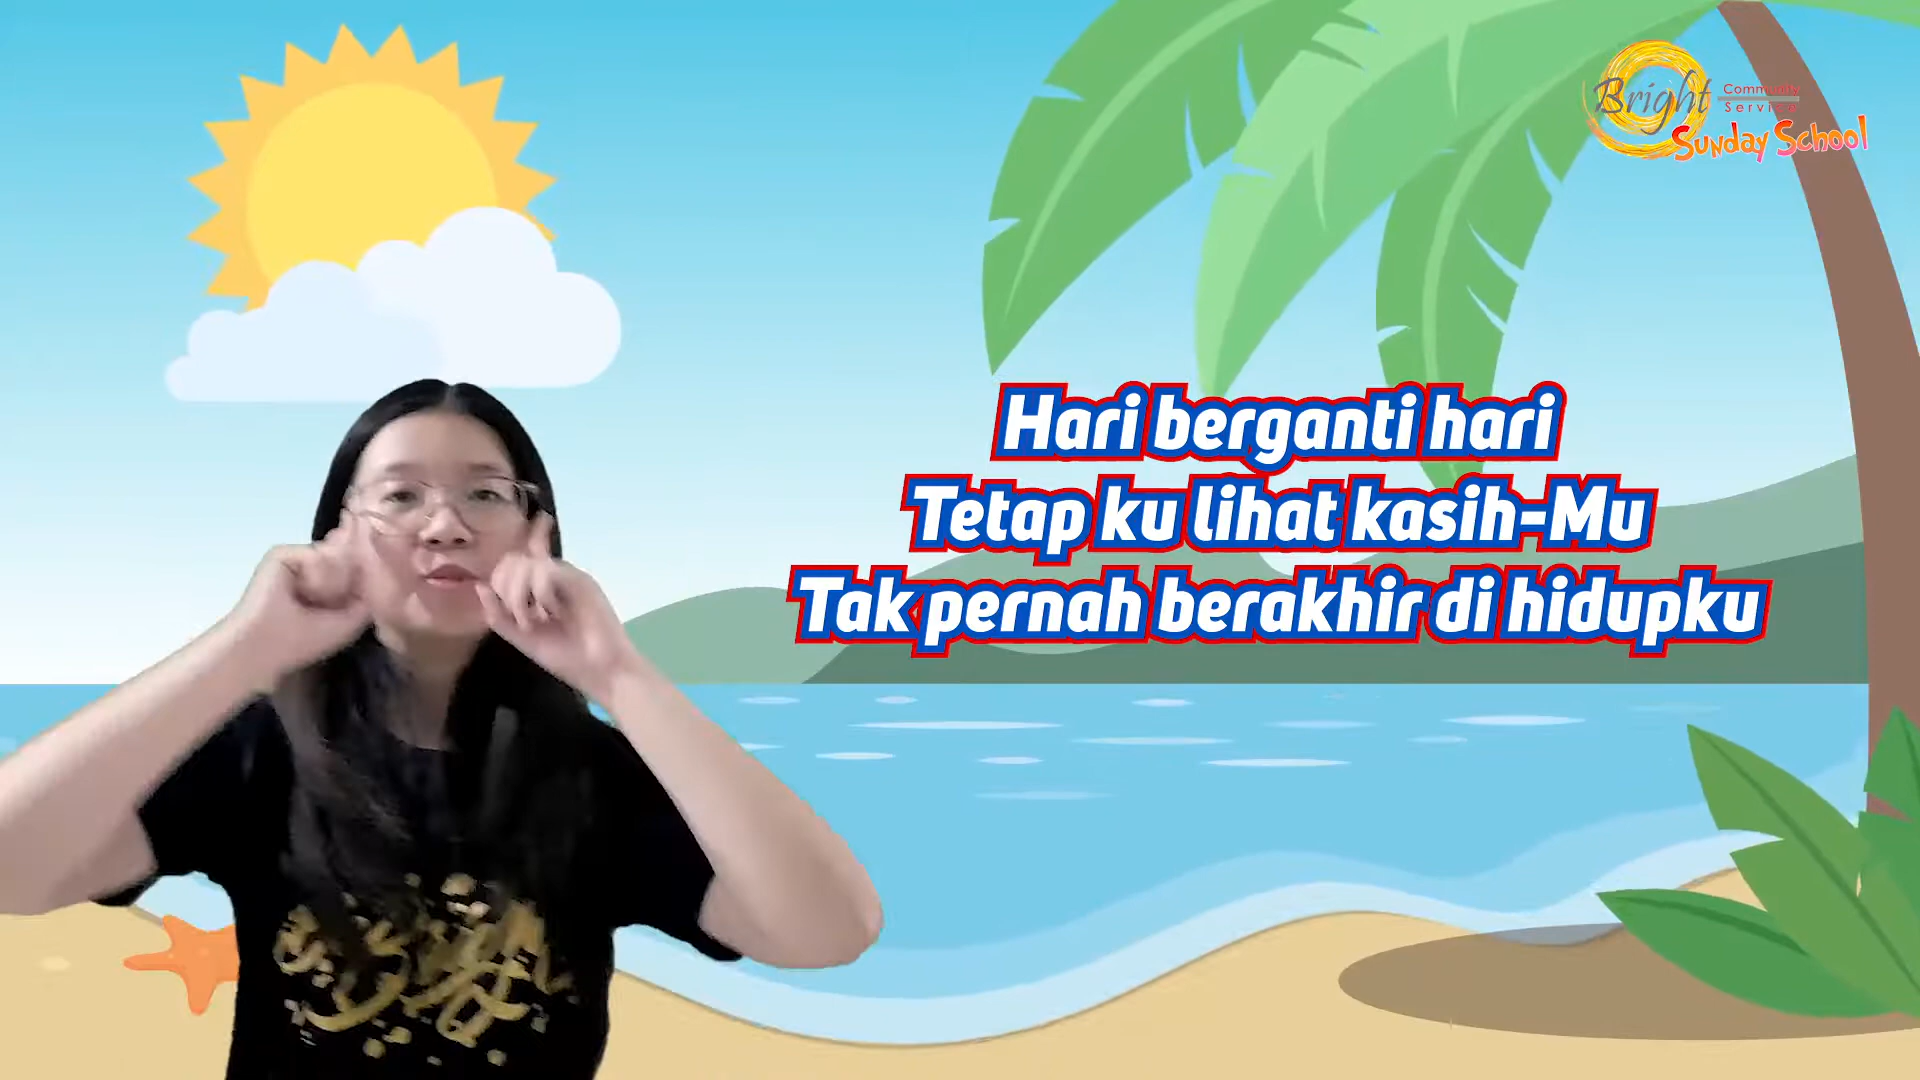 Bright
Community
Service
Sunday School
Hari berganti hari
Tetap ku lihat kasih-Mu
Tak pernah berakhir di hidupku